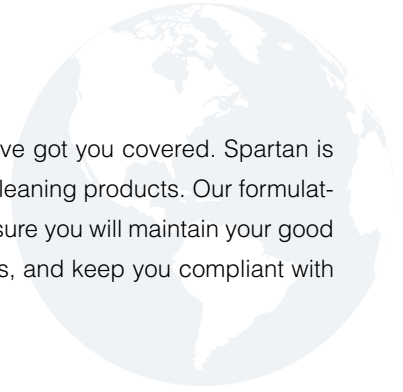 ve got you covered. Spartan is
leaning products. Our formulat-
sure you will maintain your good
s, and keep you compliant with